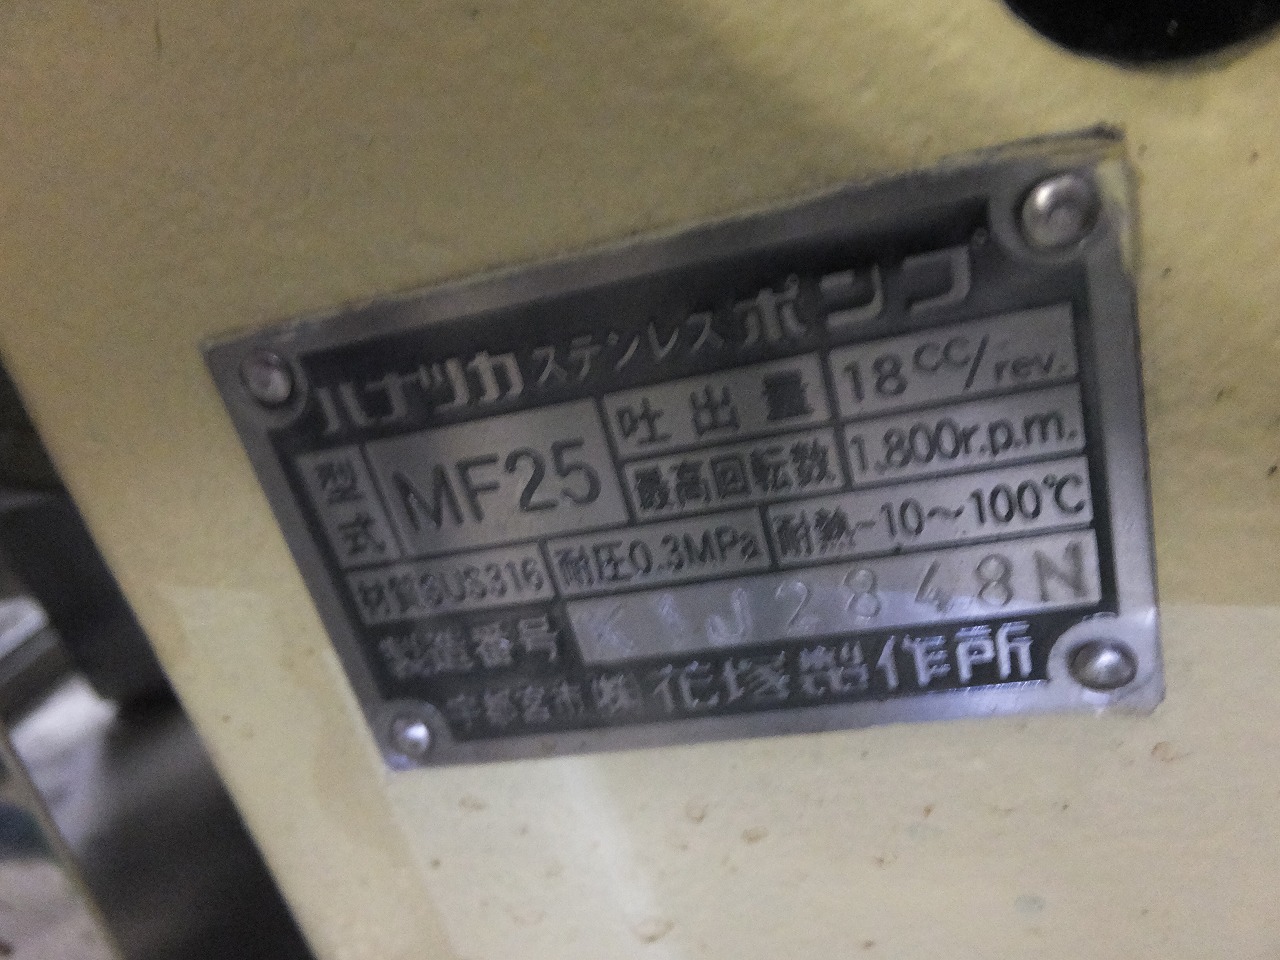 ハナツカステンレスポンプ
型式 MF25 吐出量 18cc/rev.
最高回転数 1,800r.p.m.
材質SUS316 耐圧0.3MPa 耐熱-10～100℃
製造番号 K1J2848N
宇都宮市 ㈱花塚製作所